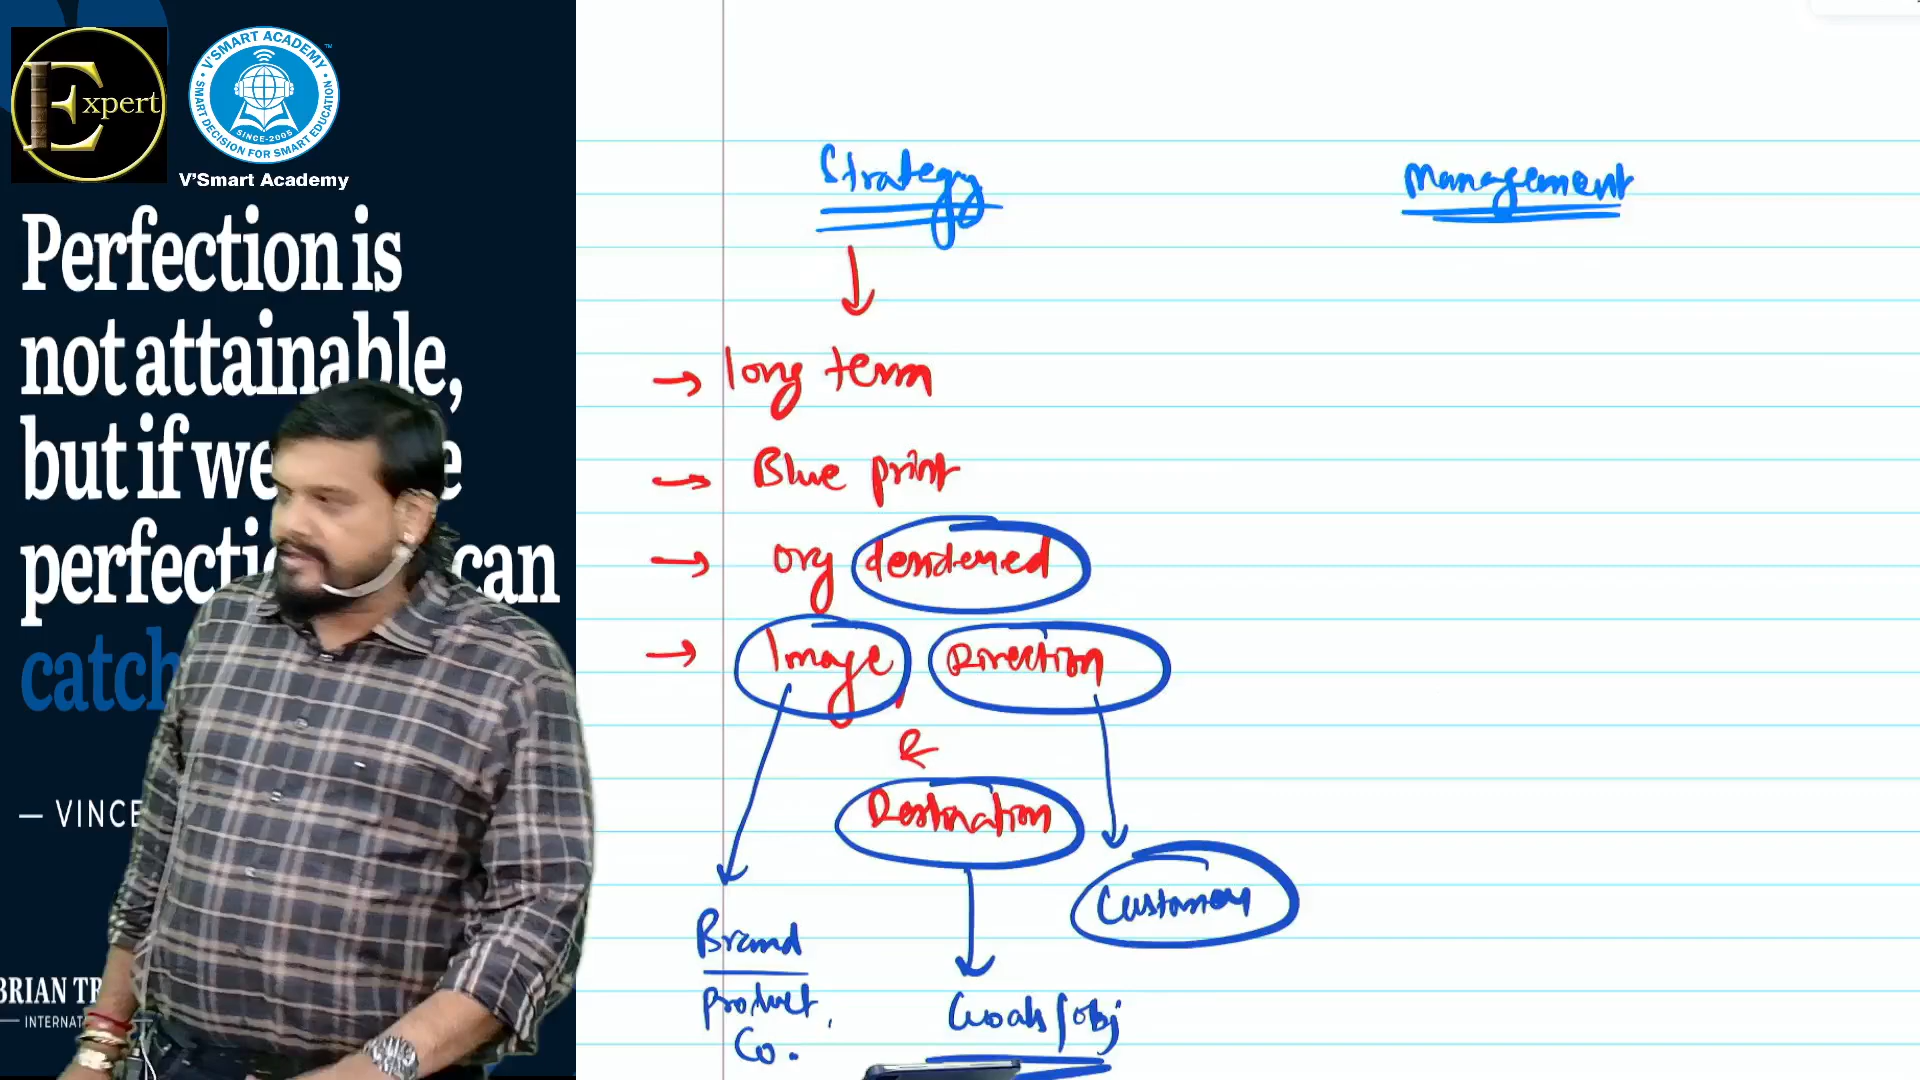 Expert
V'SMART ACADEMY
SMART DECISION FOR SMART EDUCATION
SINCE-2005
V'Smart Academy
Perfection is
not attainable,
but if we
perfecti can
catch
— VINCE
BRIAN TR
INTERNAT
Strategy
Management
→ long term
→ Blue print
→ org
→ Image Direction
&
Destination
Customer
Brand
product,
Co.
Goals/obj